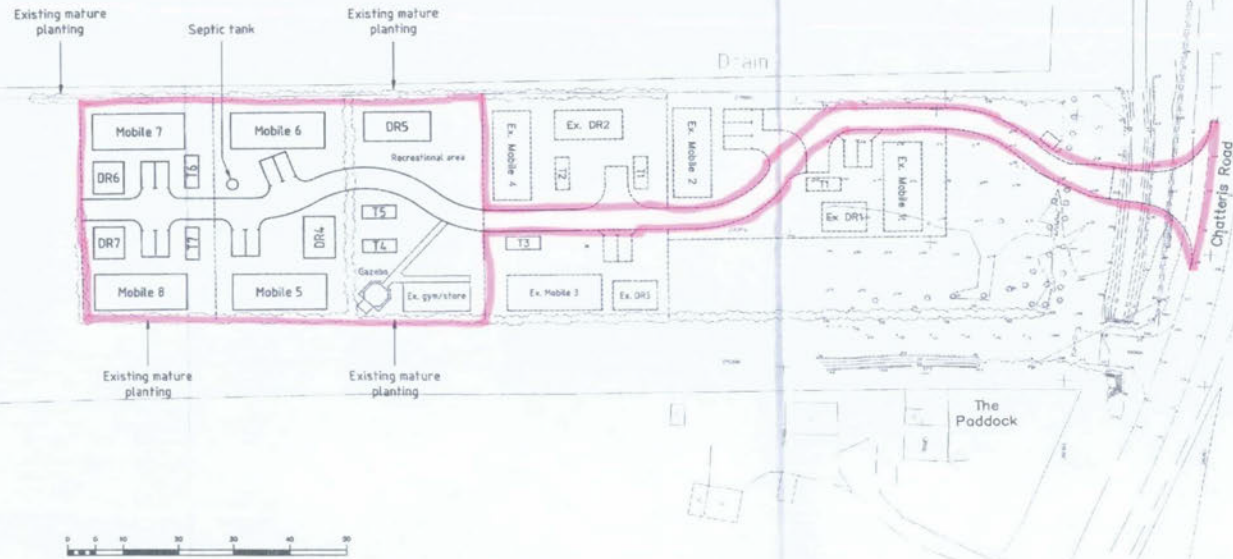 Existing mature
planting
Septic tank
Existing mature
planting
Drain
Mobile 7
Mobile 6
DR5
Recreational area
Ex. Mobile 4
Ex. DR2
T2
T1
Ex. Mobile 2
DR6
T6
T5
T4
T3
T1
Ex. DR1
Chatteris Road
DR7
T7
DR4
Gazebo
Mobile 8
Mobile 5
Ex. gym/store
Ex. Mobile 3
Ex. DR3
Existing mature
planting
Existing mature
planting
The
Paddock
0 5 10 20 30 40 50